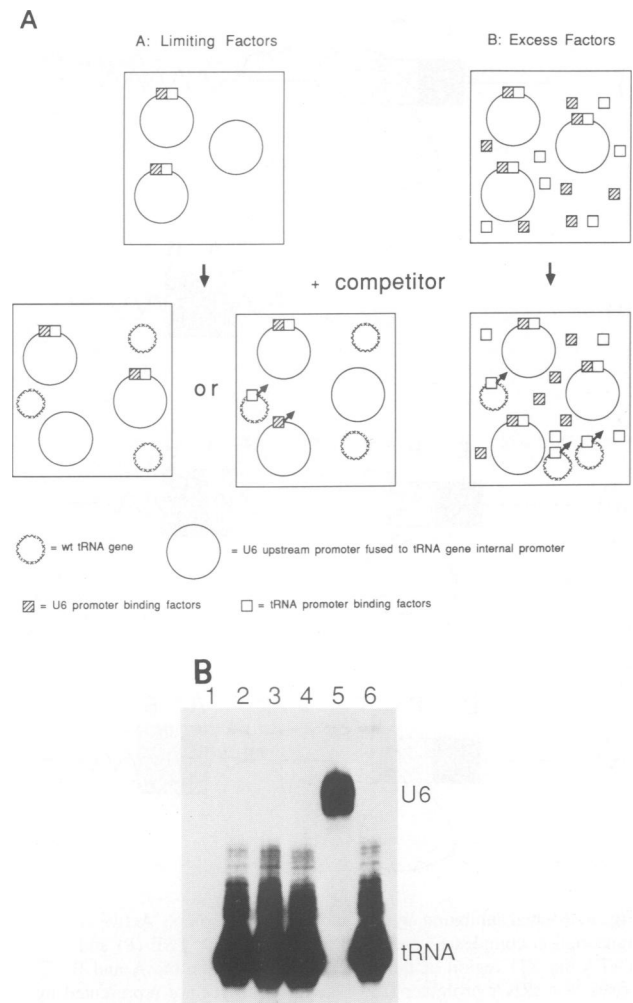 A
A: Limiting Factors
B: Excess Factors
+ competitor
or
= wt tRNA gene
= U6 upstream promoter fused to tRNA gene internal promoter
= U6 promoter binding factors
= tRNA promoter binding factors
B
1 2 3 4 5 6
U6
tRNA